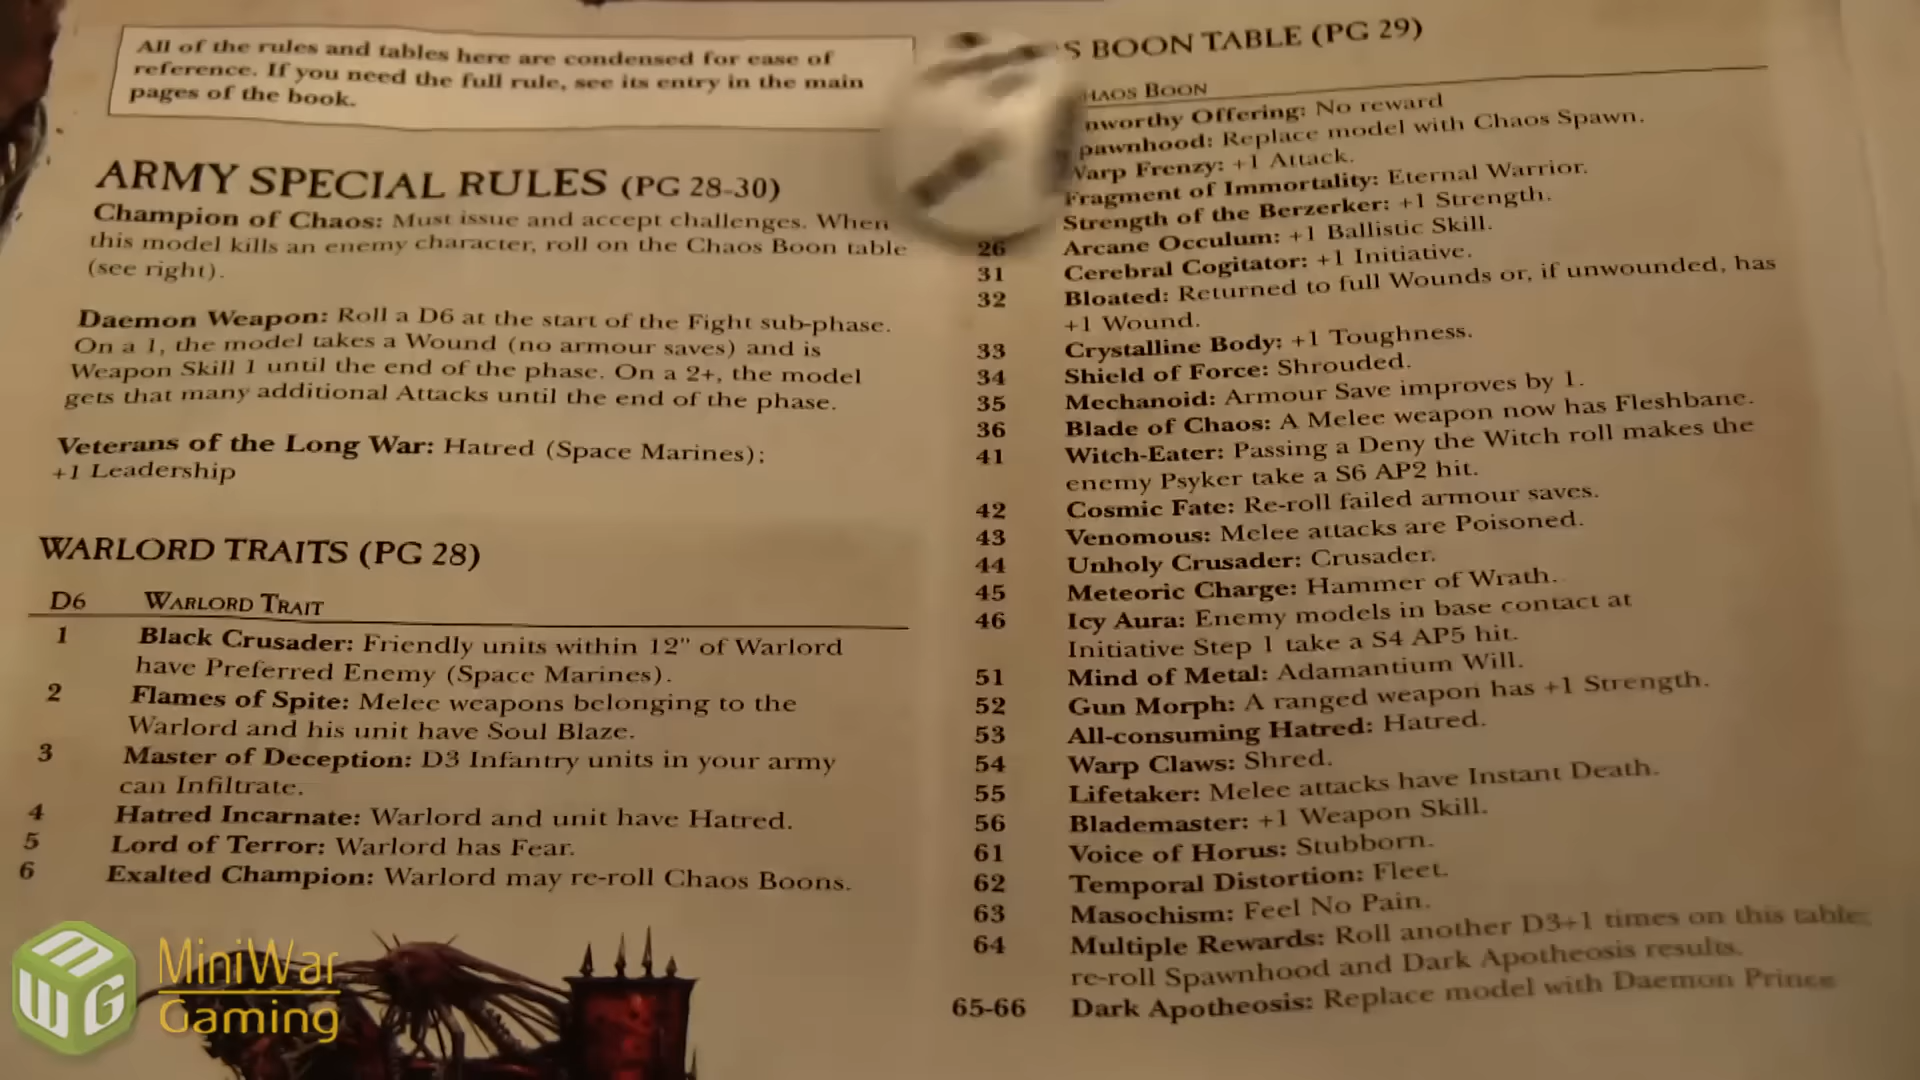 All of the rules and tables here are condensed for ease of
reference. If you need the full rule, see its entry in the main
pages of the book.
ARMY SPECIAL RULES (PG 28-30)
Champion of Chaos: Must issue and accept challenges. When
this model kills an enemy character, roll on the Chaos Boon table
(see right).
Daemon Weapon: Roll a D6 at the start of the Fight sub-phase.
On a 1, the model takes a Wound (no armour saves) and is
Weapon Skill 1 until the end of the phase. On a 2+, the model
gets that many additional Attacks until the end of the phase.
Veterans of the Long War: Hatred (Space Marines);
+1 Leadership
WARLORD TRAITS (PG 28)
D6 WARLORD TRAIT
1 Black Crusader: Friendly units within 12" of Warlord
have Preferred Enemy (Space Marines).
2 Flames of Spite: Melee weapons belonging to the
Warlord and his unit have Soul Blaze.
3 Master of Deception: D3 Infantry units in your army
can Infiltrate.
4 Hatred Incarnate: Warlord and unit have Hatred.
5 Lord of Terror: Warlord has Fear.
6 Exalted Champion: Warlord may re-roll Chaos Boons.
BOON TABLE (PG 29)
BOON
Offering: No reward
Replace model with Chaos Spawn.
Warp Frenzy: +1 Attack.
Fragment of Immortality: Eternal Warrior.
Strength of the Berzerker: +1 Strength.
26 Arcane Occulum: +1 Ballistic Skill.
31 Cerebral Cogitator: +1 Initiative.
32 Bloated: Returned to full Wounds or, if unwounded, has
+1 Wound.
33 Crystalline Body: +1 Toughness.
34 Shield of Force: Shrouded.
35 Mechanoid: Armour Save improves by 1.
36 Blade of Chaos: A Melee weapon now has Fleshbane.
41 Witch-Eater: Passing a Deny the Witch roll makes the
enemy Psyker take a S6 AP2 hit.
42 Cosmic Fate: Re-roll failed armour saves.
43 Venomous: Melee attacks are Poisoned.
44 Unholy Crusader: Crusader.
45 Meteoric Charge: Hammer of Wrath.
46 Icy Aura: Enemy models in base contact at
Initiative Step 1 take a S4 AP5 hit.
51 Mind of Metal: Adamantium Will.
52 Gun Morph: A ranged weapon has +1 Strength.
53 All-consuming Hatred: Hatred.
54 Warp Claws: Shred.
55 Lifetaker: Melee attacks have Instant Death.
56 Blademaster: +1 Weapon Skill.
61 Voice of Horus: Stubborn.
62 Temporal Distortion: Fleet.
63 Masochism: Feel No Pain.
64 Multiple Rewards: Roll another D3+1 times on this table;
re-roll Spawnhood and Dark Apotheosis results.
65-66 Dark Apotheosis: Replace model with Daemon Prince
MWG
MiniWar
Gaming